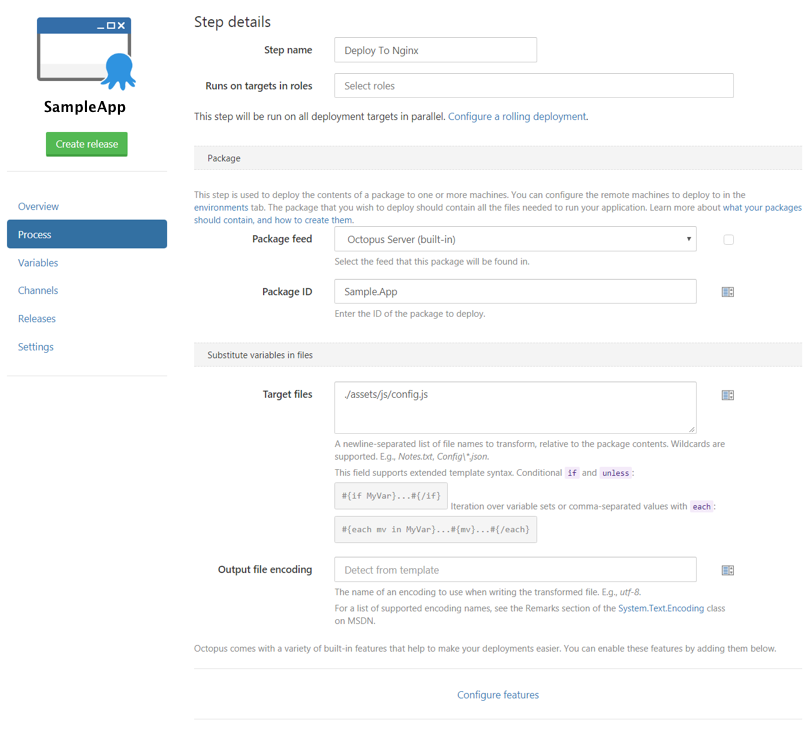 SampleApp
Create release
Overview
Process
Variables
Channels
Releases
Settings
Step details
Step name
Deploy To Nginx
Runs on targets in roles
Select roles
This step will be run on all deployment targets in parallel. Configure a rolling deployment.
Package
This step is used to deploy the contents of a package to one or more machines. You can configure the remote machines to deploy to in the
environments tab. The package that you wish to deploy should contain all the files needed to run your application. Learn more about what your packages
should contain, and how to create them.
Package feed
Octopus Server (built-in)
Select the feed that this package will be found in.
Package ID
Sample.App
Enter the ID of the package to deploy.
Substitute variables in files
Target files
./assets/js/config.js
A newline-separated list of file names to transform, relative to the package contents. Wildcards are
supported. E.g., Notes.txt, Config\*.json.
This field supports extended template syntax. Conditional if and unless:
#{if MyVar}...#{/if}
Iteration over variable sets or comma-separated values with each:
#{each mv in MyVar}...#{mv}...#{/each}
Output file encoding
Detect from template
The name of an encoding to use when writing the transformed file. E.g., utf-8.
For a list of supported encoding names, see the Remarks section of the System.Text.Encoding class
on MSDN.
Octopus comes with a variety of built-in features that help to make your deployments easier. You can enable these features by adding them below.
Configure features